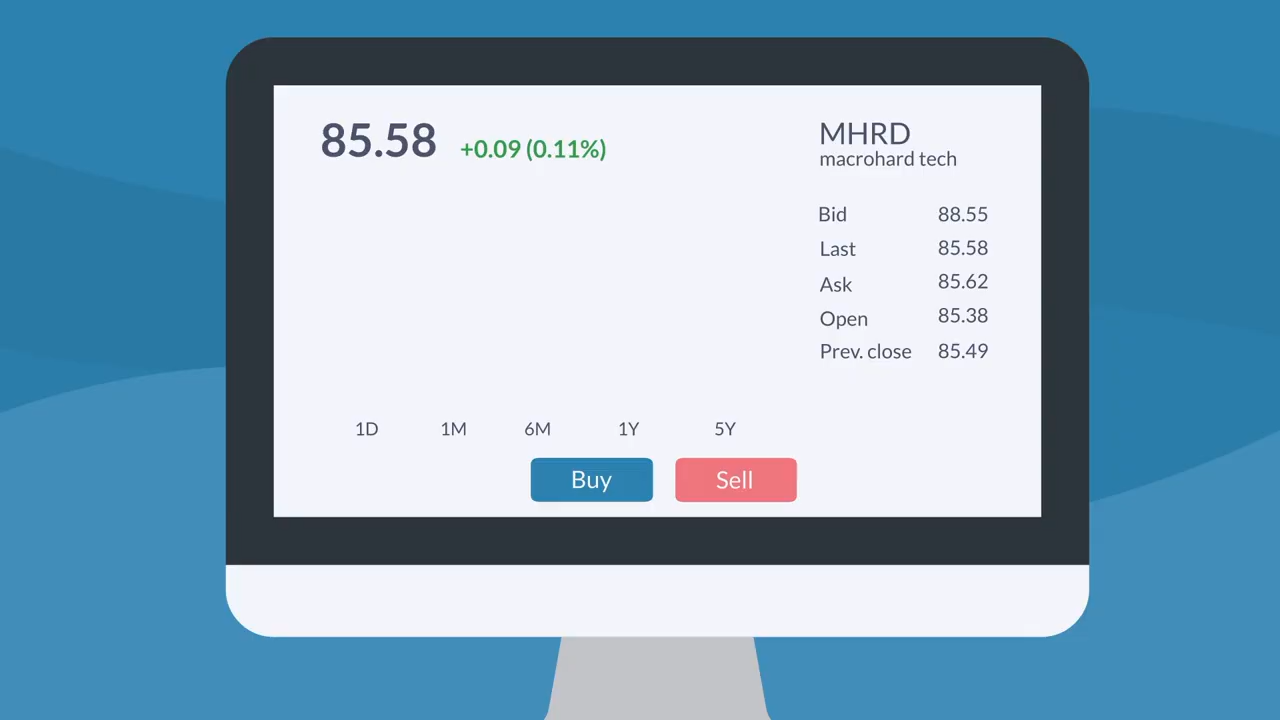 85.58 +0.09 (0.11%)
MHRD
macrohard tech
Bid 88.55
Last 85.58
Ask 85.62
Open 85.38
Prev. close 85.49
1D 1M 6M 1Y 5Y
Buy Sell